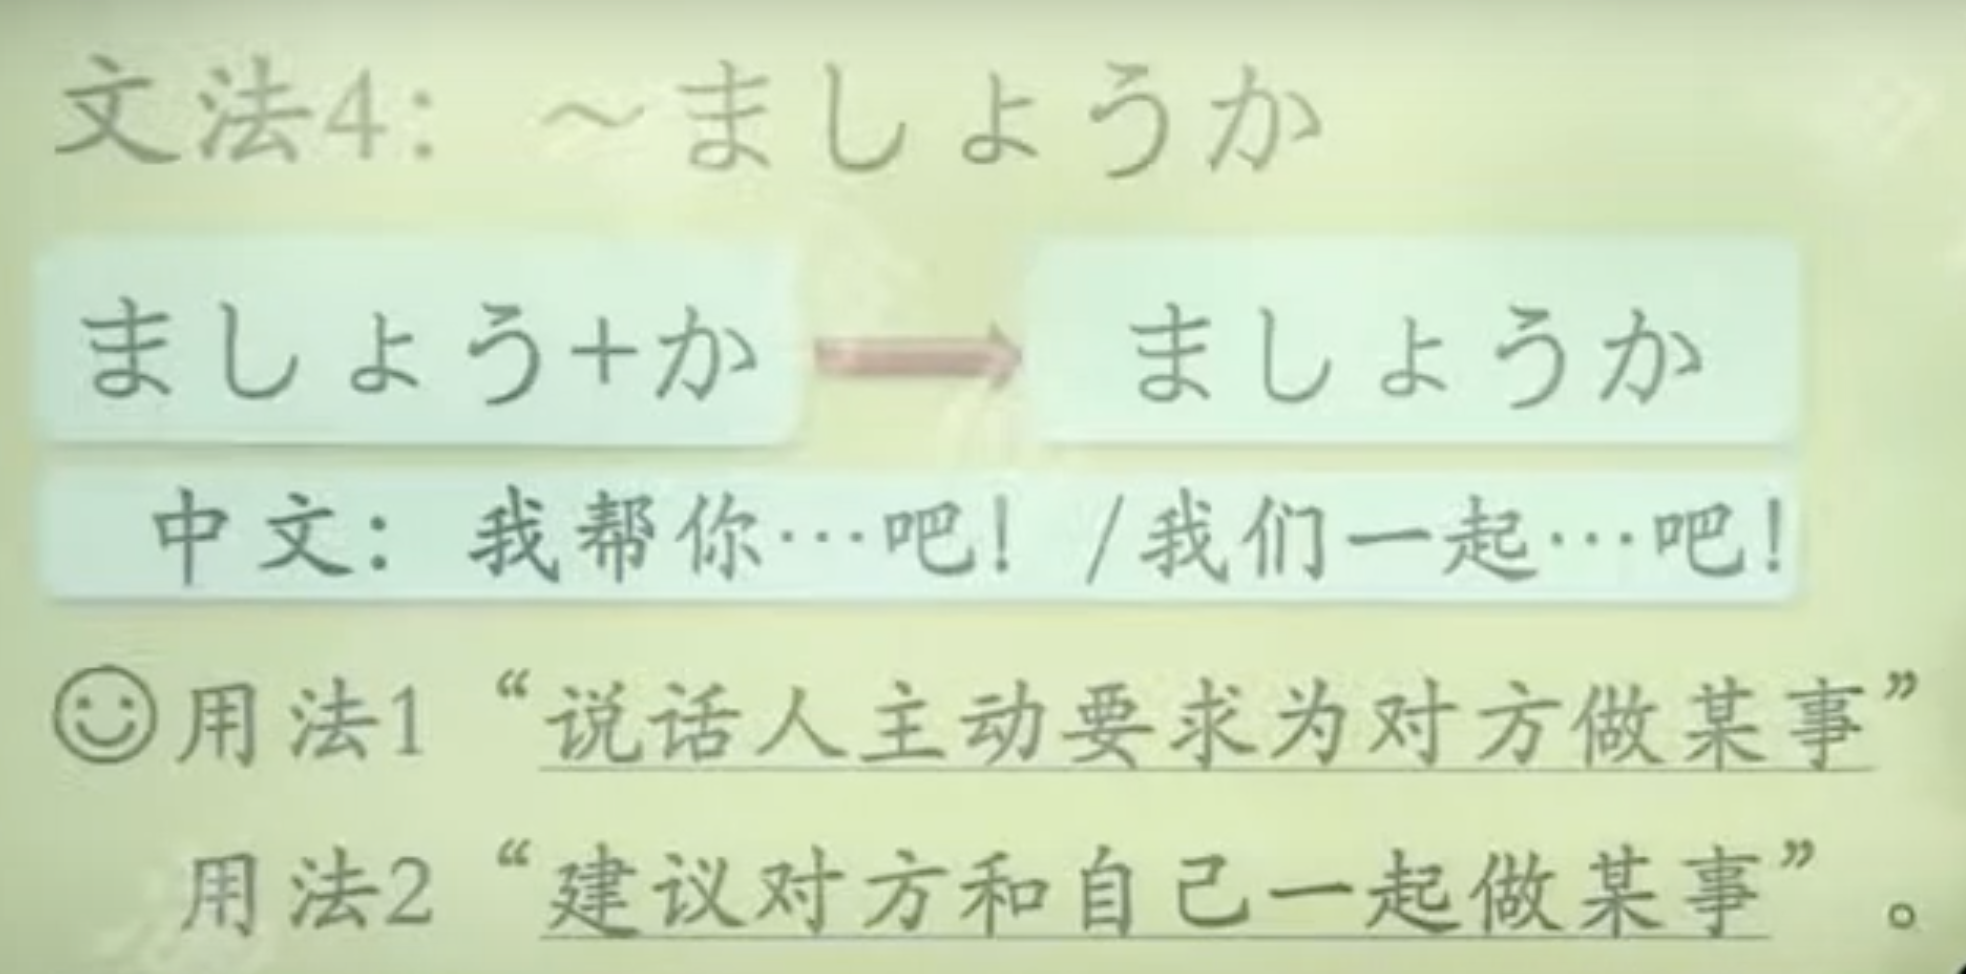 文法4: ～ましょうか
ましょう+か → ましょうか
中文: 我帮你…吧! /我们一起…吧!
用法1 “说话人主动要求为对方做某事”
用法2 “建议对方和自己一起做某事”。